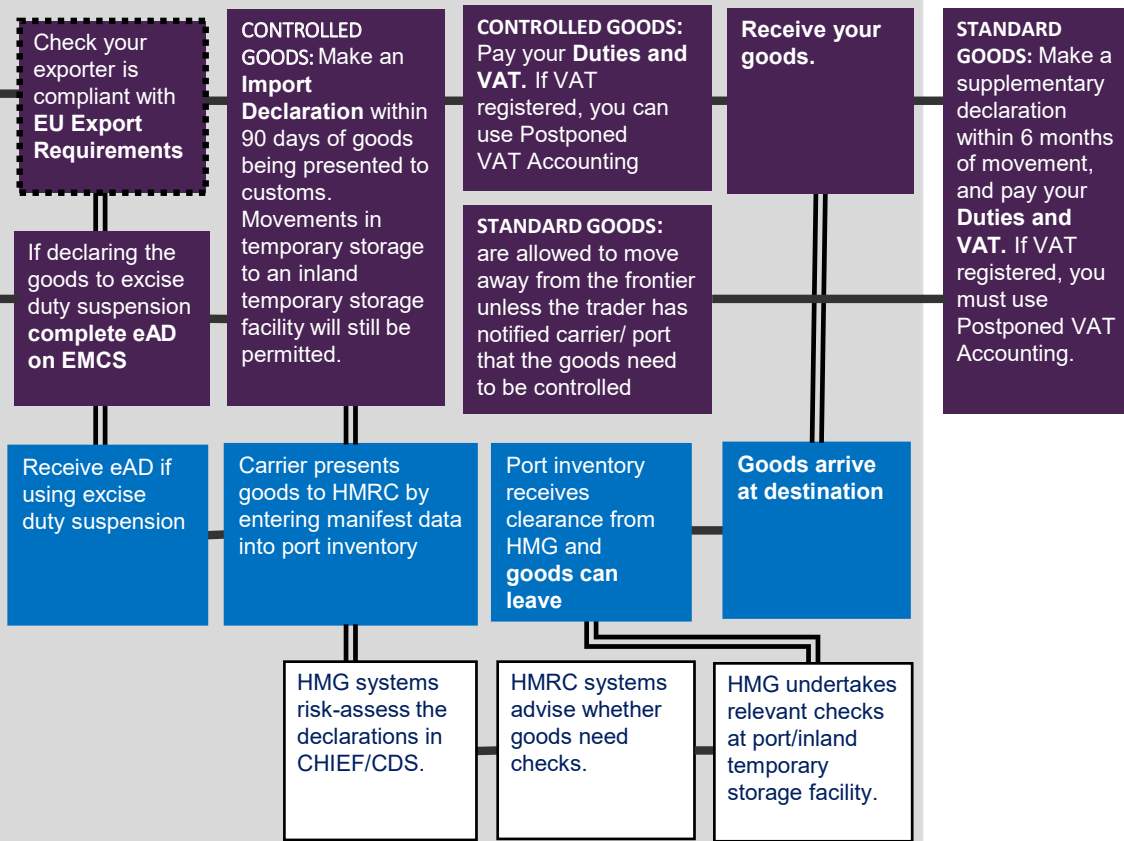 Check your
exporter is
compliant with
EU Export
Requirements
If declaring the
goods to excise
duty suspension
complete eAD
on EMCS
CONTROLLED
GOODS: Make an
Import
Declaration within
90 days of goods
being presented to
customs.
Movements in
temporary storage
to an inland
temporary storage
facility will still be
permitted.
CONTROLLED GOODS:
Pay your Duties and
VAT. If VAT
registered, you can
use Postponed
VAT Accounting
STANDARD GOODS:
are allowed to move
away from the frontier
unless the trader has
notified carrier/ port
that the goods need
to be controlled
Receive your
goods.
STANDARD
GOODS: Make a
supplementary
declaration
within 6 months
of movement,
and pay your
Duties and
VAT. If VAT
registered, you
must use
Postponed VAT
Accounting.
Receive eAD if
using excise
duty suspension
Carrier presents
goods to HMRC by
entering manifest data
into port inventory
Port inventory
receives
clearance from
HMG and
goods can
leave
Goods arrive
at destination
HMG systems
risk-assess the
declarations in
CHIEF/CDS.
HMRC systems
advise whether
goods need
checks.
HMG undertakes
relevant checks
at port/inland
temporary
storage facility.